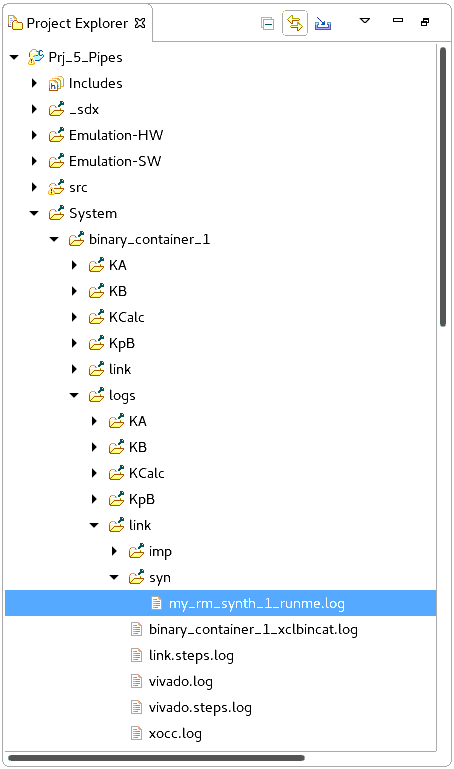 Project Explorer
Prj_5_Pipes
Includes
_sdx
Emulation-HW
Emulation-SW
src
System
binary_container_1
KA
KB
KCalc
KpB
link
logs
KA
KB
KCalc
KpB
link
imp
syn
my_rm_synth_1_runme.log
binary_container_1_xclbincat.log
link.steps.log
vivado.log
vivado.steps.log
xocc.log